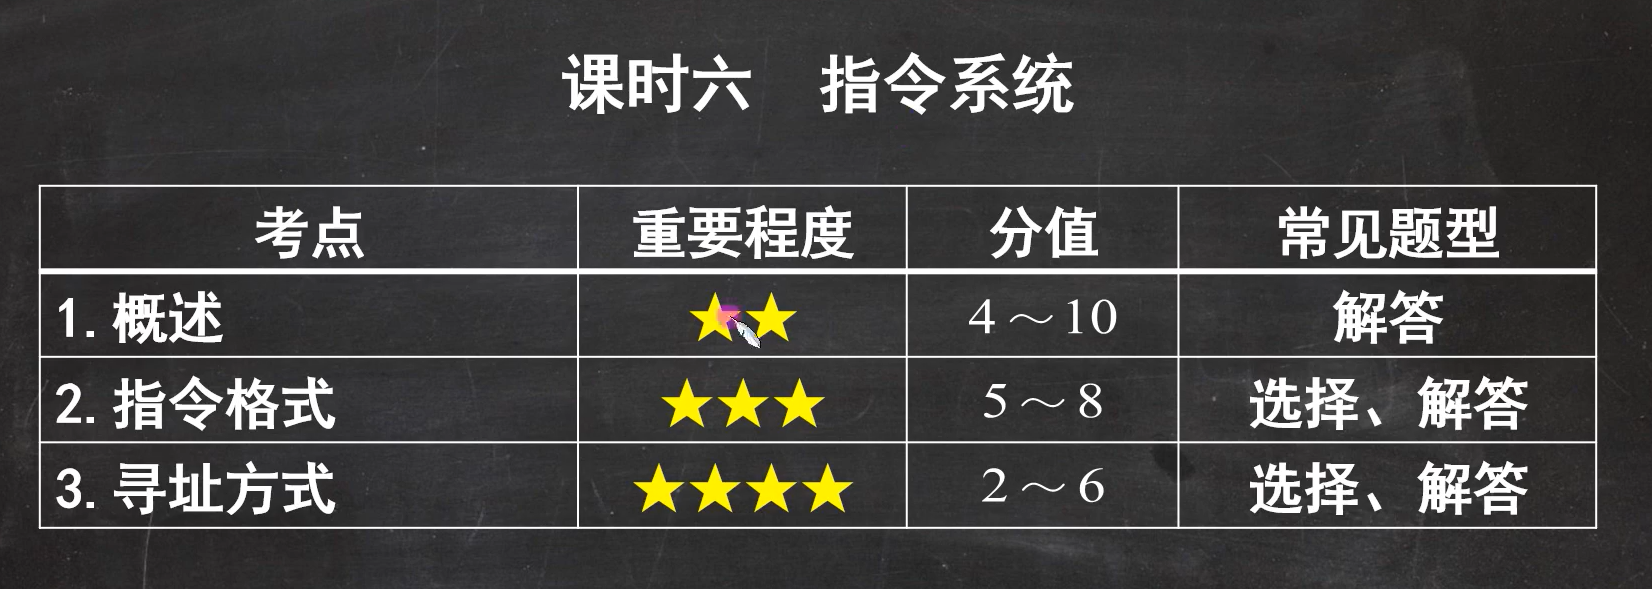 课时六 指令系统
考点 重要程度 分值 常见题型
1.概述 ★★ 4～10 解答
2.指令格式 ★★★ 5～8 选择、解答
3.寻址方式 ★★★★ 2～6 选择、解答